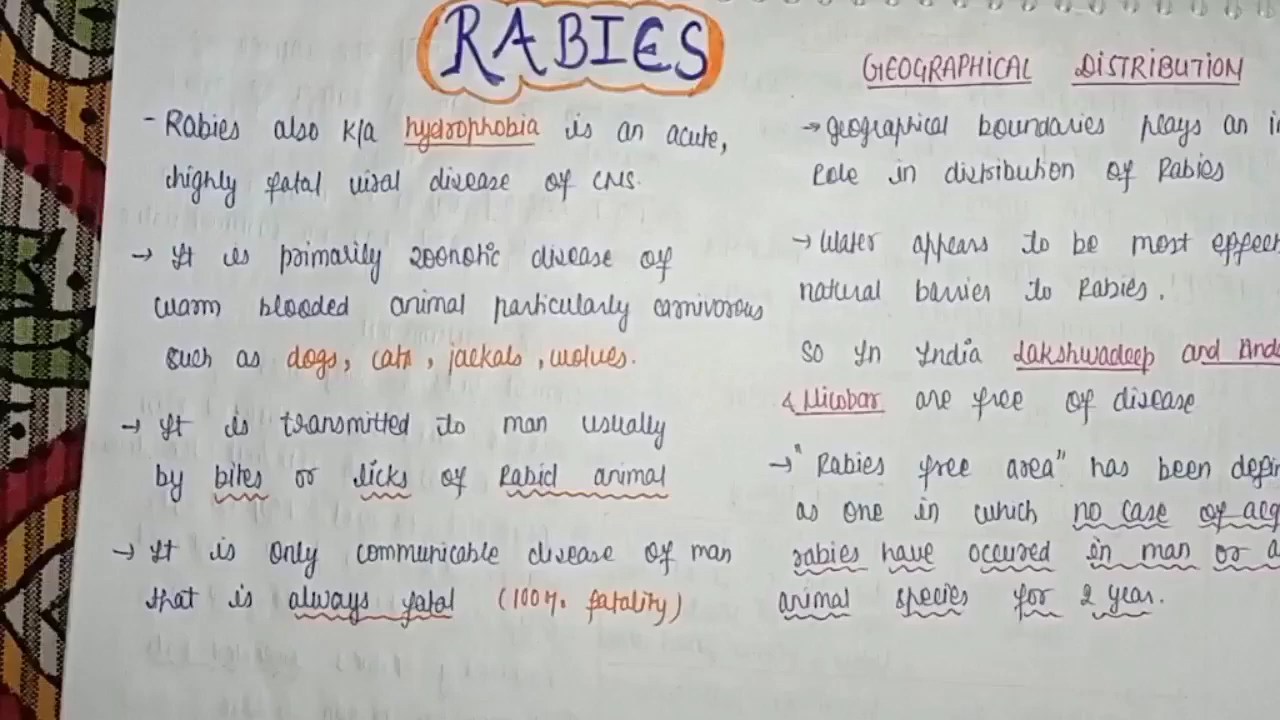 RABIES
- Rabies also k/a hydrophobia is an acute,
highly fatal viral disease of CNS.
→ It is primarily zoonotic disease of
warm blooded animal particularly carnivorous
such as dogs, cats, jackals, wolves.
→ It is transmitted to man usually
by bites or licks of Rabid animal
→ It is only communicable disease of man
that is always fatal (100% fatality)
GEOGRAPHICAL DISTRIBUTION
→ geographical boundaries plays an
Role in distribution of Rabies
→ Water appears to be most
natural barrier to Rabies.
So In India Lakshwadeep and
& Nicobar are free of disease
→ "Rabies free area" has been
as one in which no case of
rabies have occured in man or
animal species for 2 year.